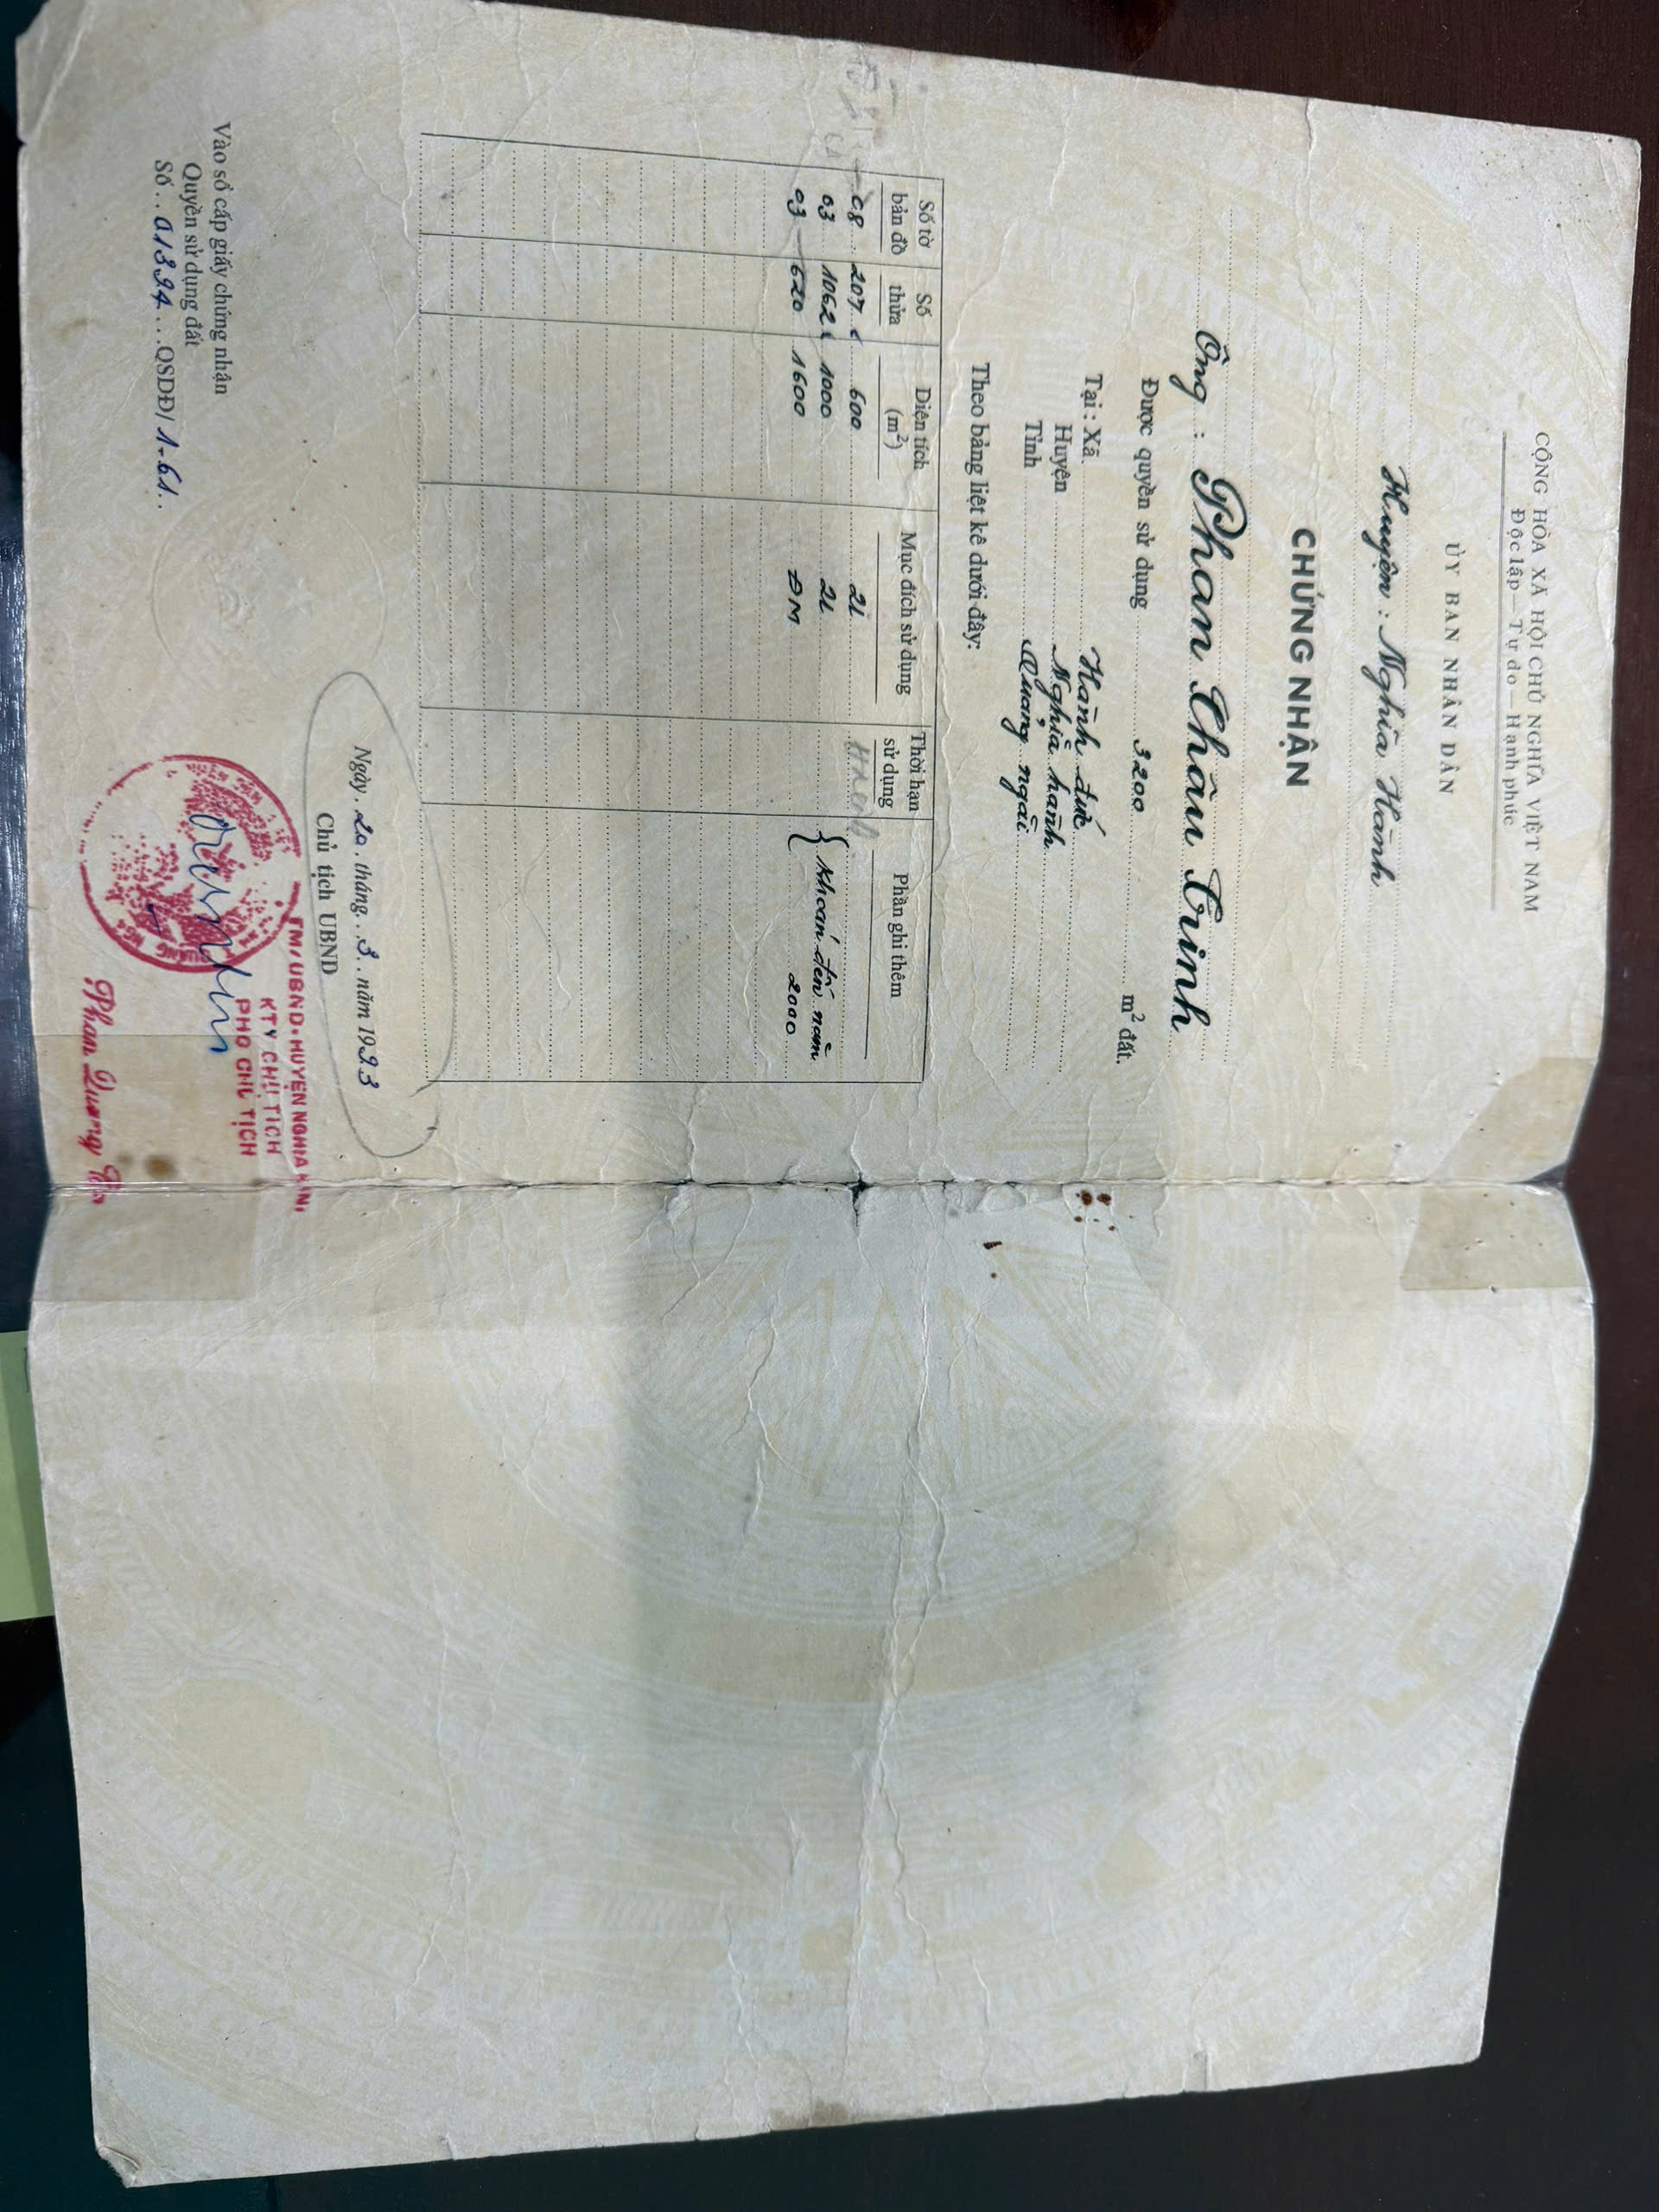 CỘNG HÒA XÃ HỘI CHỦ NGHĨA VIỆT NAM
Độc lập — Tự do — Hạnh phúc
ỦY BAN NHÂN DÂN
Huyện : Nghĩa Hành
CHỨNG NHẬN
Ông : Phan Châu Trinh
Được quyền sử dụng 3200 m² đất.
Tại : Xã Hành đức
Huyện Nghĩa hành
Tỉnh Quảng ngãi
Theo bảng liệt kê dưới đây:
Số tờ bản đồ Số thửa Diện tích (m²) Mục đích sử dụng Thời hạn sử dụng Phần ghi thêm
08 207 600 2L
03 1062 1000 2L { Khoán đến năm
03 620 1600 ĐM 2000
Ngày 20 tháng 3 năm 1993
Chủ tịch UBND
TM/UBND. HUYỆN NGHĨA HÀNH
KT/ CHỦ TỊCH
PHÓ CHỦ TỊCH
Phan Quang
Vào sổ cấp giấy chứng nhận
Quyền sử dụng đất
Số 01394 QSDĐ/ 1-61.